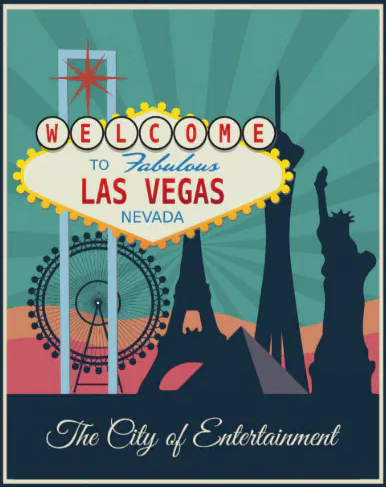 WELCOME
TO Fabulous
LAS VEGAS
NEVADA
The City of Entertainment